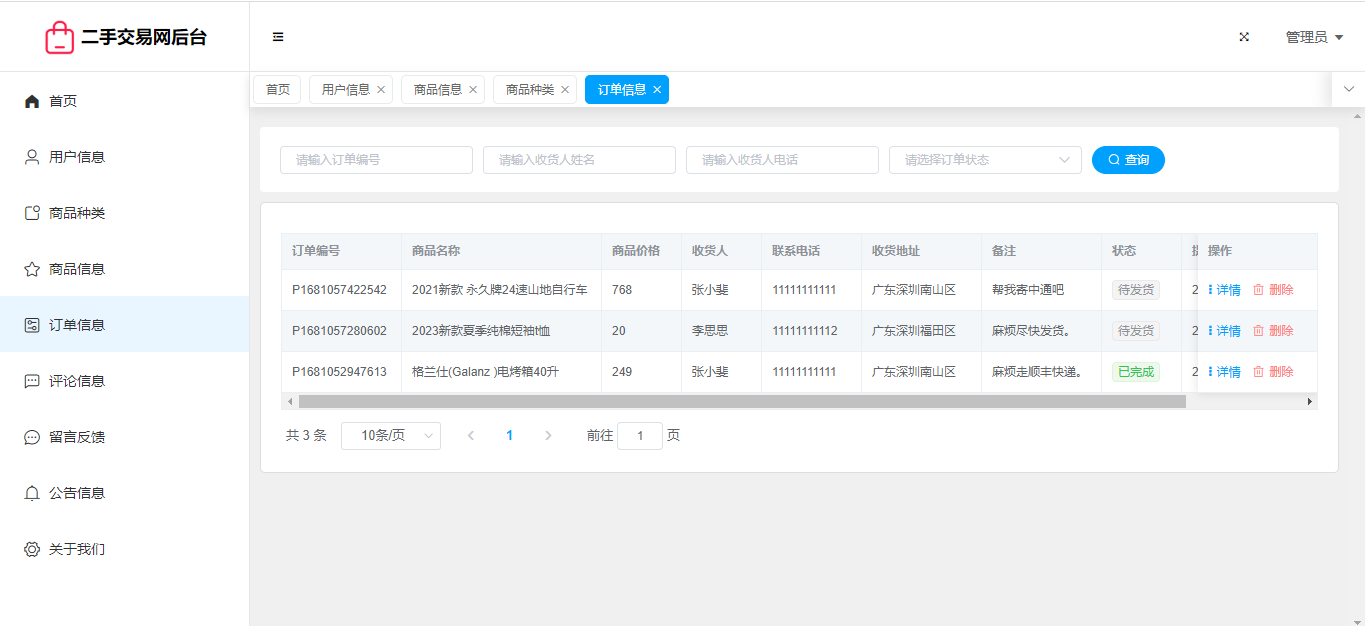 二手交易网后台
管理员
首页 用户信息 商品信息 商品种类 订单信息
首页
用户信息
商品种类
商品信息
订单信息
评论信息
留言反馈
公告信息
关于我们
请输入订单编号 请输入收货人姓名 请输入收货人电话 请选择订单状态 查询
订单编号 商品名称 商品价格 收货人 联系电话 收货地址 备注 状态 操作
P1681057422542 2021新款 永久牌24速山地自行车 768 张小斐 11111111111 广东深圳南山区 帮我寄中通吧 待发货 2 详情 删除
P1681057280602 2023新款夏季纯棉短袖t恤 20 李思思 11111111112 广东深圳福田区 麻烦尽快发货。 待发货 2 详情 删除
P1681052947613 格兰仕(Galanz )电烤箱40升 249 张小斐 11111111111 广东深圳南山区 麻烦走顺丰快递。 已完成 2 详情 删除
共 3 条 10条/页 1 前往 1 页